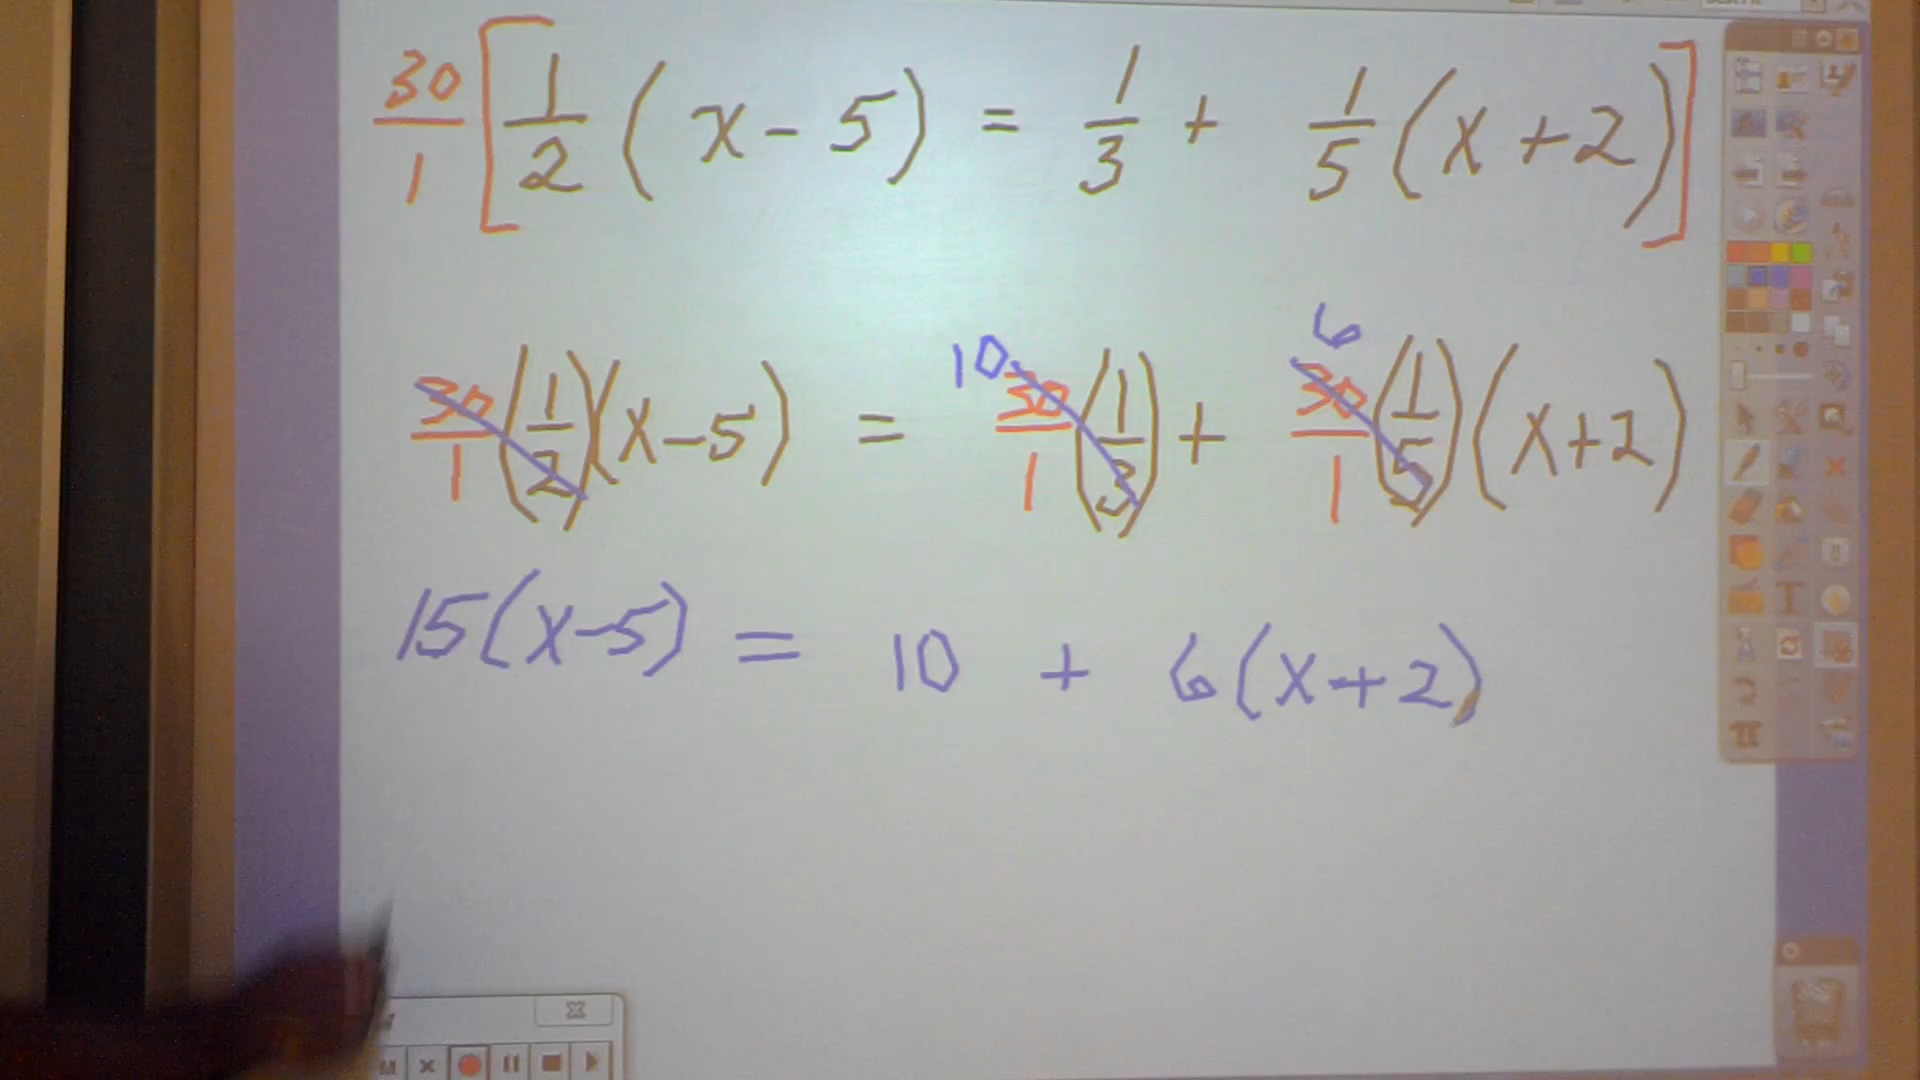 30/1 [1/2 (x - 5) = 1/3 + 1/5 (x + 2)]
30/1 (1/2)(x - 5) = 10 30/1 (1/3) + 6 30/1 (1/5)(x + 2)
15(x - 5) = 10 + 6(x + 2)